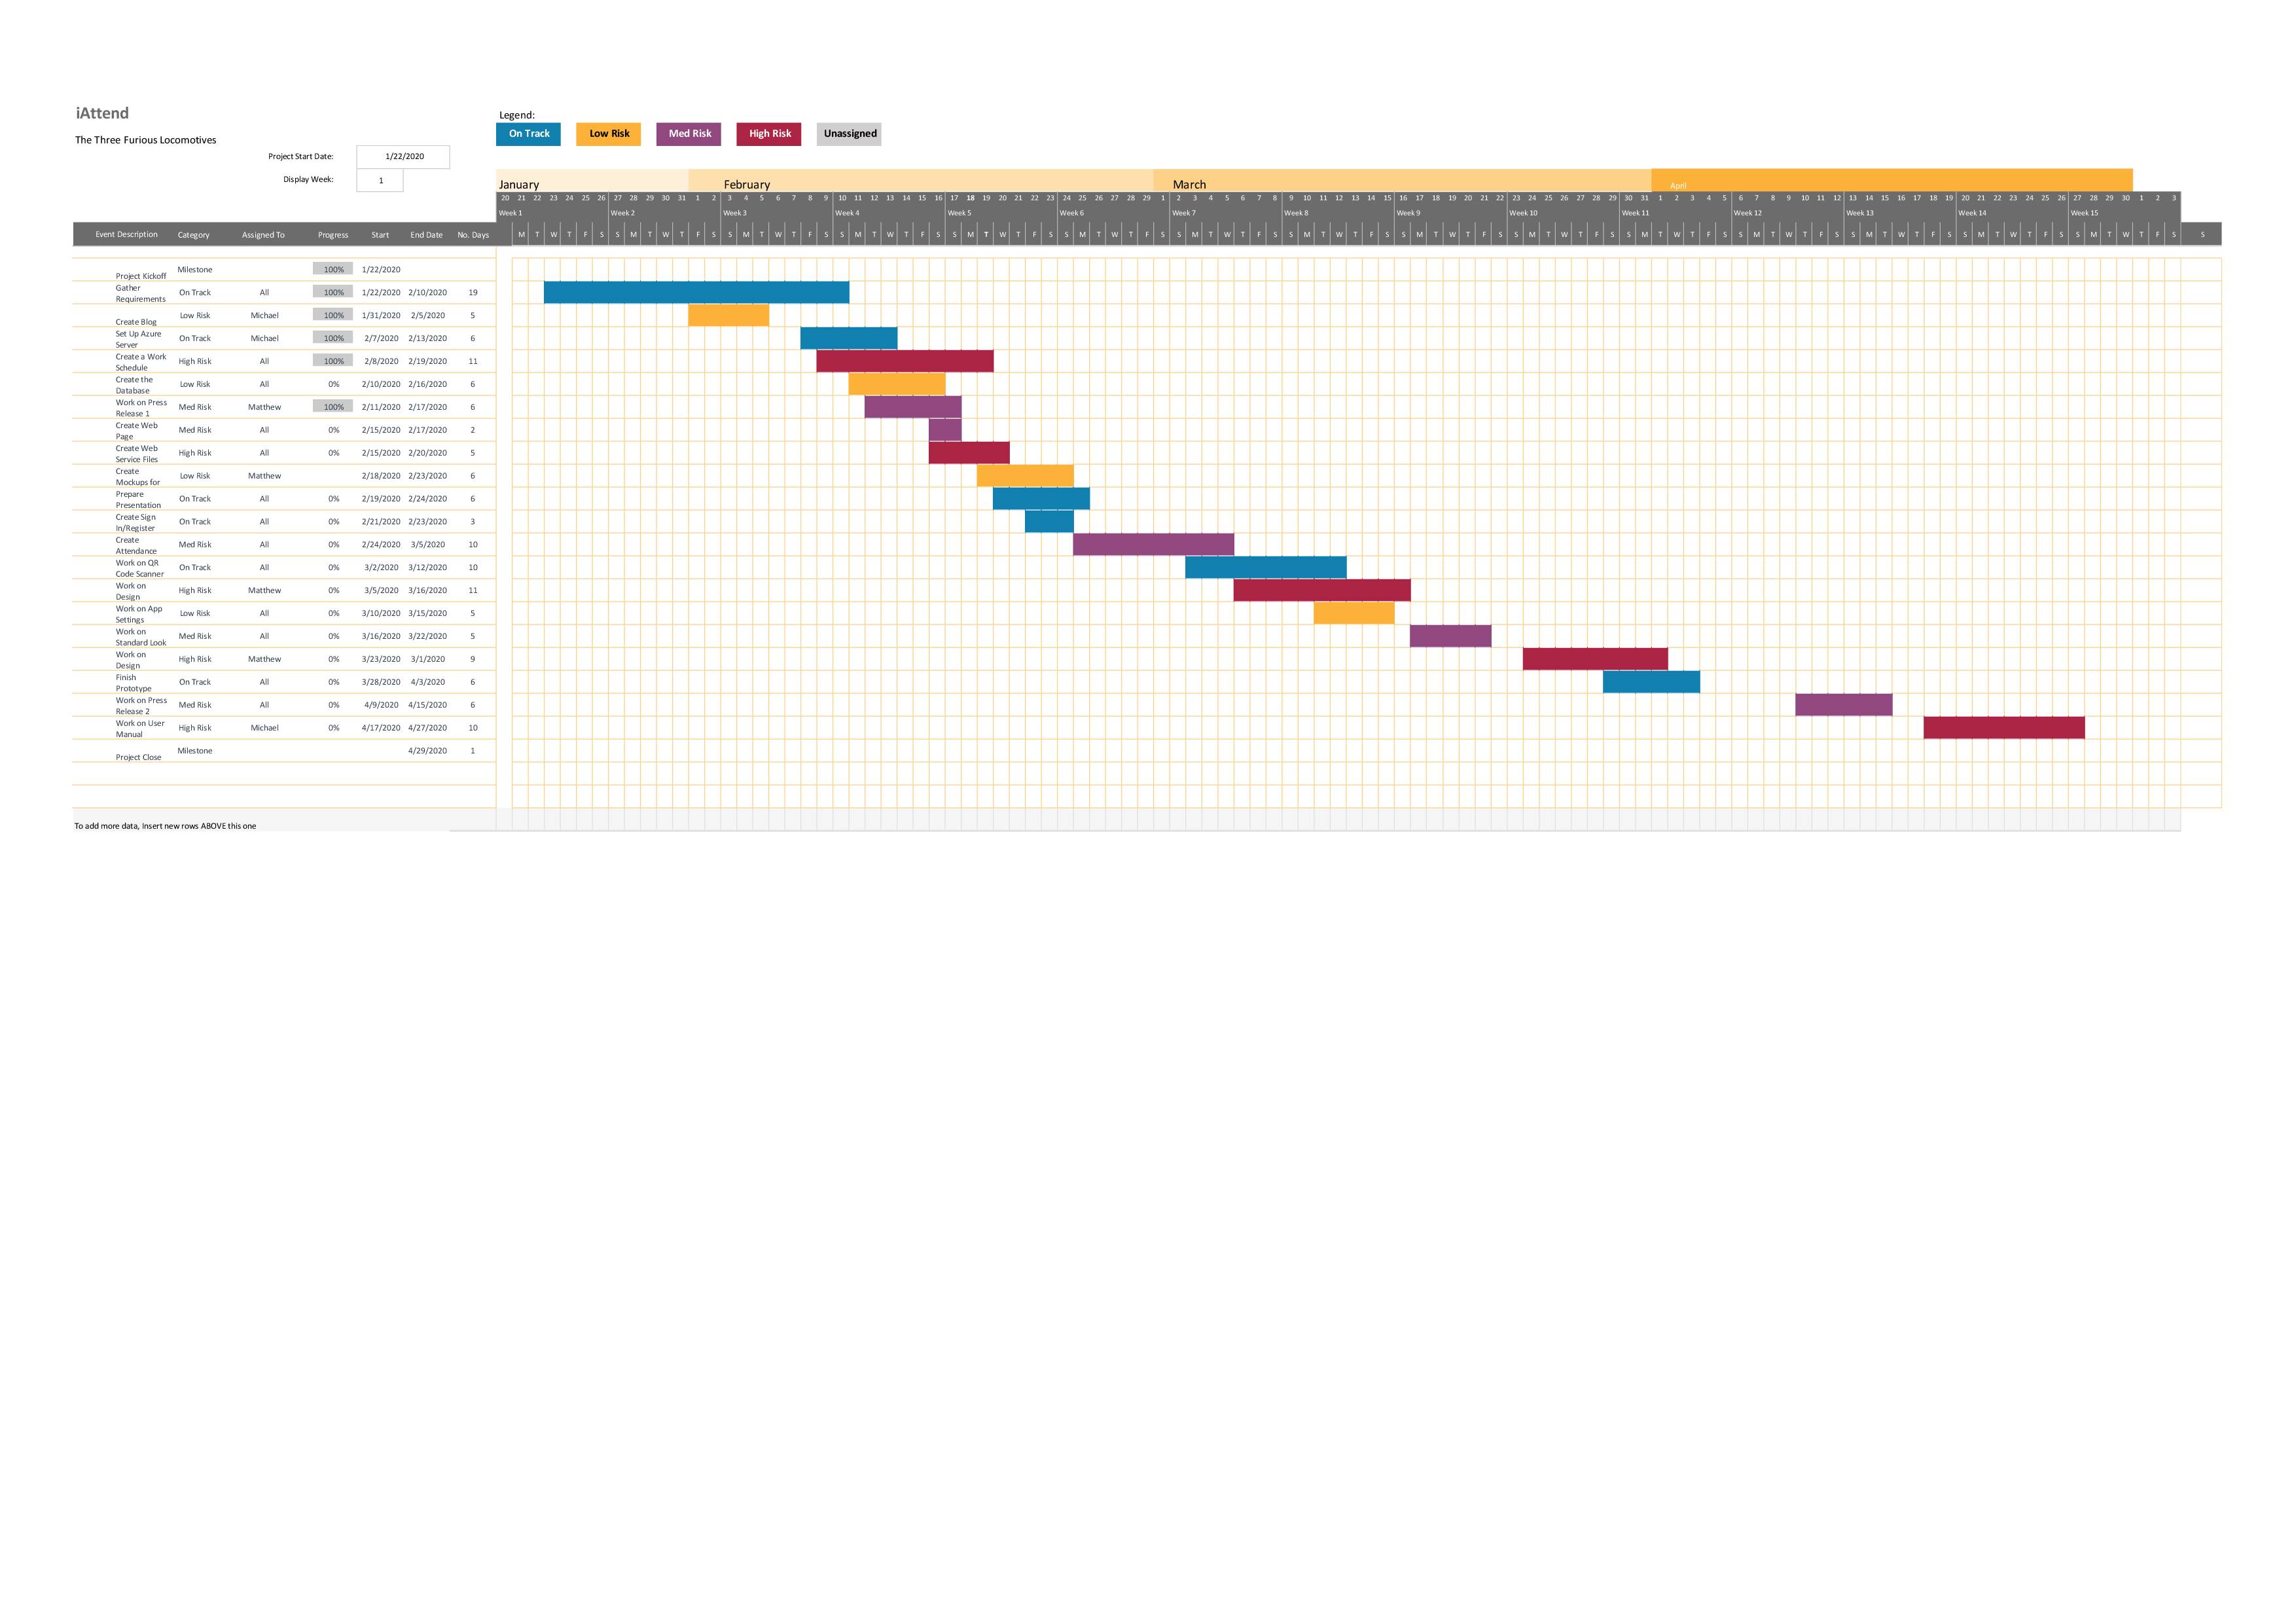 iAttend
Legend:
The Three Furious Locomotives
On Track Low Risk Med Risk High Risk Unassigned
Project Start Date: 1/22/2020
Display Week: 1
January February March April
20 21 22 23 24 25 26 27 28 29 30 31 1 2 3 4 5 6 7 8 9 10 11 12 13 14 15 16 17 18 19 20 21 22 23 24 25 26 27 28 29 1 2 3 4 5 6 7 8 9 10 11 12 13 14 15 16 17 18 19 20 21 22 23 24 25 26 27 28 29 30 31 1 2 3 4 5 6 7 8 9 10 11 12 13 14 15 16 17 18 19 20 21 22 23 24 25 26 27 28 29 30 1 2 3
Week 1 Week 2 Week 3 Week 4 Week 5 Week 6 Week 7 Week 8 Week 9 Week 10 Week 11 Week 12 Week 13 Week 14 Week 15
Event Description Category Assigned To Progress Start End Date No. Days M T W T F S S M T W T F S S M T W T F S S M T W T F S S M T W T F S S M T W T F S S M T W T F S S M T W T F S S M T W T F S S M T W T F S S M T W T F S S M T W T F S S M T W T F S S M T W T F S S M T W T F S S
Project Kickoff Milestone 100% 1/22/2020
Gather
Requirements On Track All 100% 1/22/2020 2/10/2020 19
Create Blog Low Risk Michael 100% 1/31/2020 2/5/2020 5
Set Up Azure
Server On Track Michael 100% 2/7/2020 2/13/2020 6
Create a Work
Schedule High Risk All 100% 2/8/2020 2/19/2020 11
Create the
Database Low Risk All 0% 2/10/2020 2/16/2020 6
Work on Press
Release 1 Med Risk Matthew 100% 2/11/2020 2/17/2020 6
Create Web
Page Med Risk All 0% 2/15/2020 2/17/2020 2
Create Web
Service Files High Risk All 0% 2/15/2020 2/20/2020 5
Create
Mockups for Low Risk Matthew 2/18/2020 2/23/2020 6
Prepare
Presentation On Track All 0% 2/19/2020 2/24/2020 6
Create Sign
In/Register On Track All 0% 2/21/2020 2/23/2020 3
Create
Attendance Med Risk All 0% 2/24/2020 3/5/2020 10
Work on QR
Code Scanner On Track All 0% 3/2/2020 3/12/2020 10
Work on
Design High Risk Matthew 0% 3/5/2020 3/16/2020 11
Work on App
Settings Low Risk All 0% 3/10/2020 3/15/2020 5
Work on
Standard Look Med Risk All 0% 3/16/2020 3/22/2020 5
Work on
Design High Risk Matthew 0% 3/23/2020 3/1/2020 9
Finish
Prototype On Track All 0% 3/28/2020 4/3/2020 6
Work on Press
Release 2 Med Risk All 0% 4/9/2020 4/15/2020 6
Work on User
Manual High Risk Michael 0% 4/17/2020 4/27/2020 10
Project Close Milestone 4/29/2020 1
To add more data, Insert new rows ABOVE this one